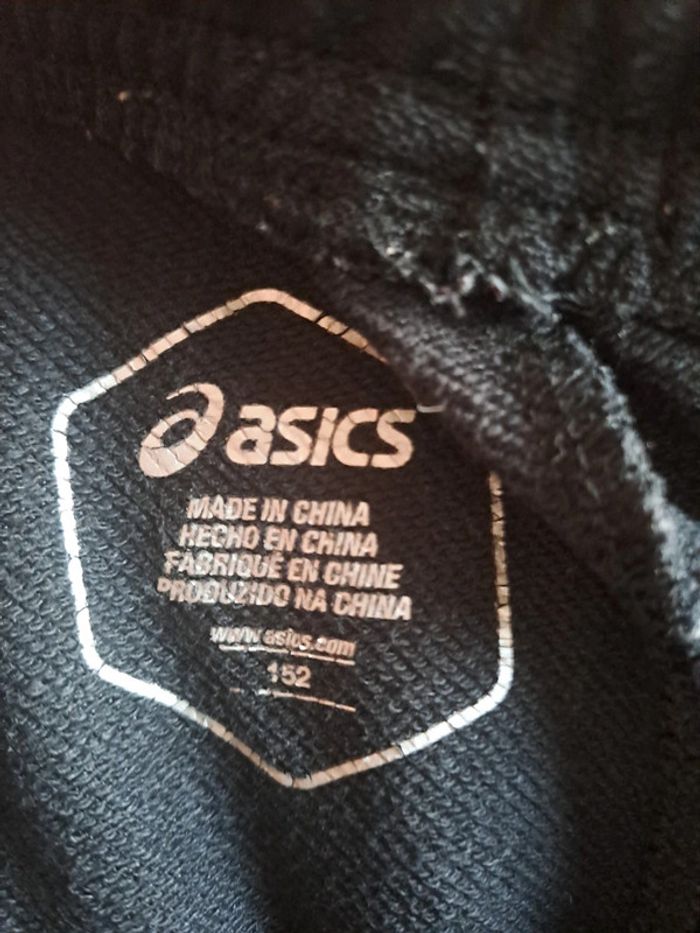 asics
MADE IN CHINA
HECHO EN CHINA
FABRIQUÉ EN CHINE
PRODUZIDO NA CHINA
www.asics.com
152